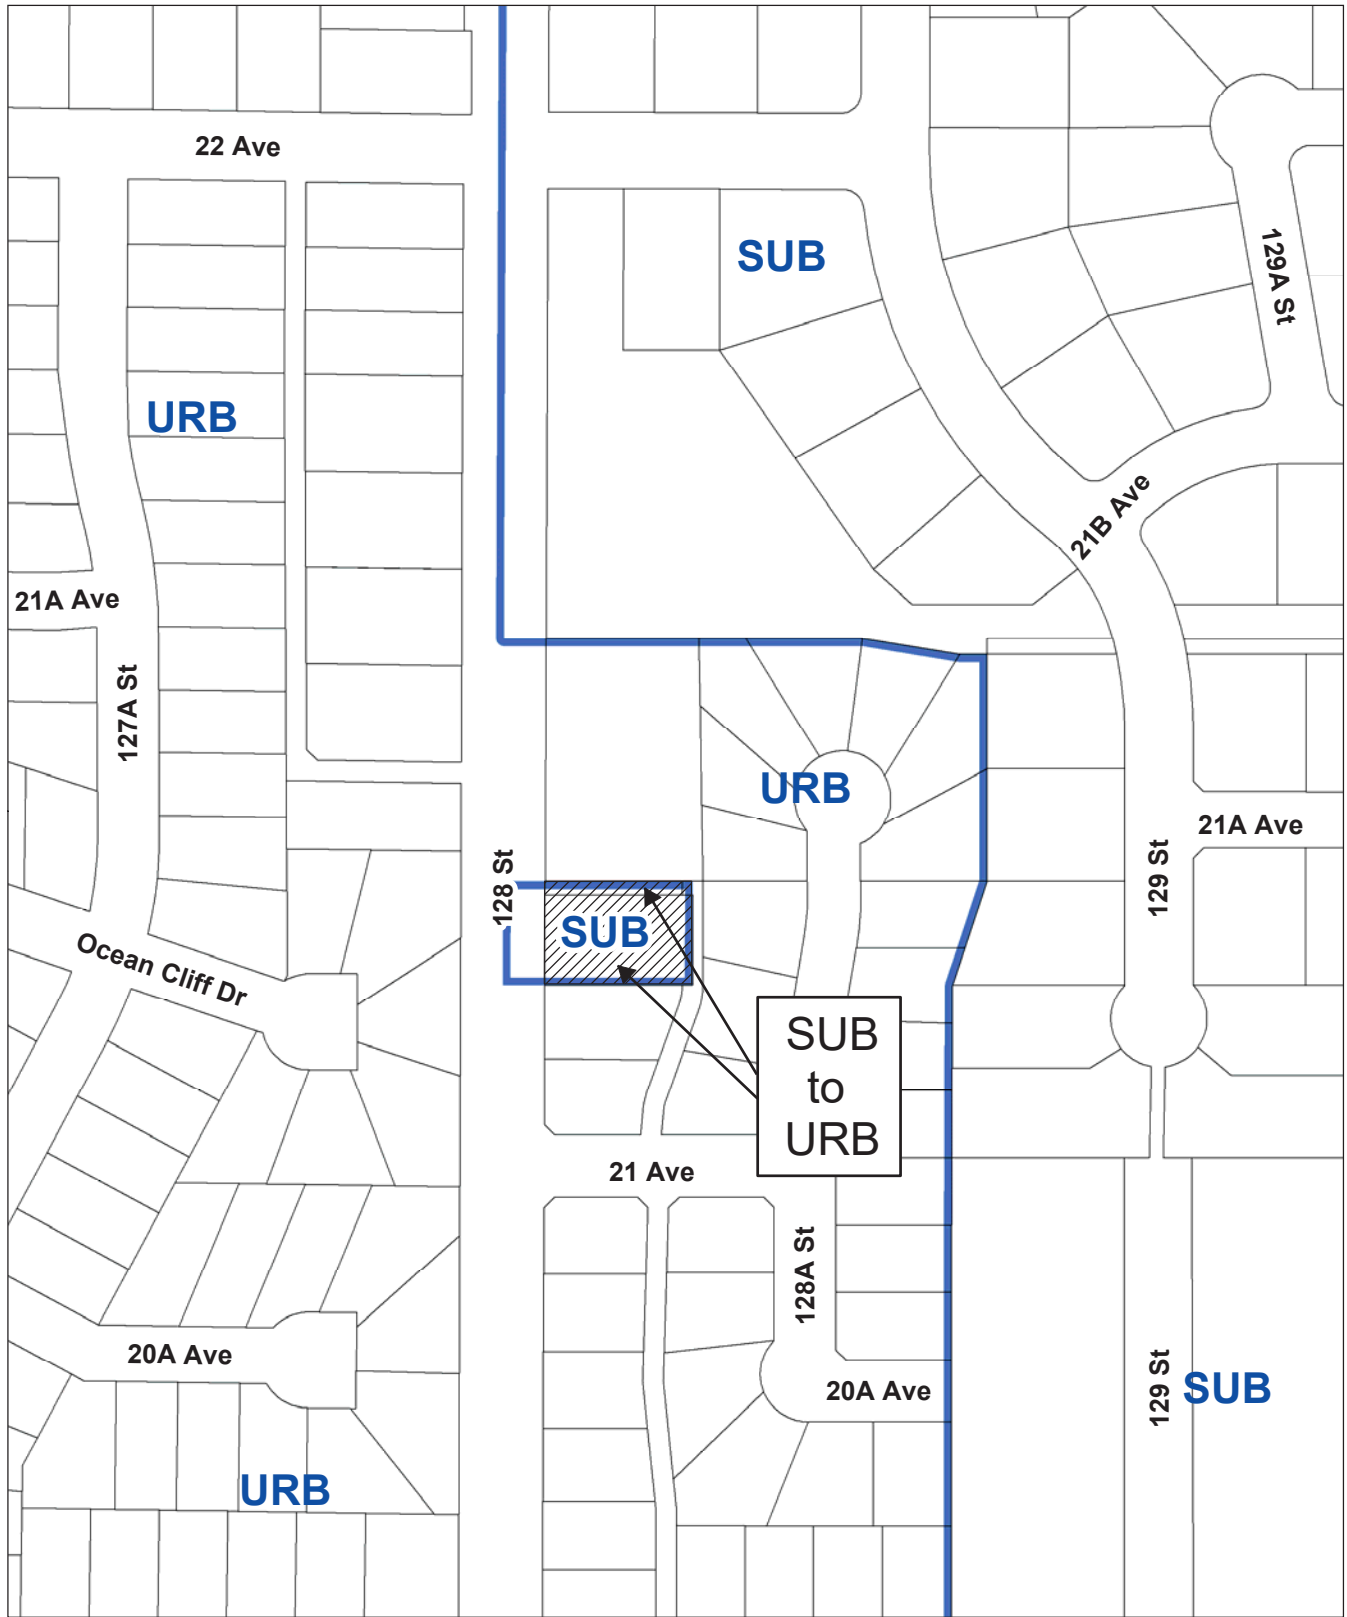 22 Ave
SUB
129A St
URB
21B Ave
21A Ave
127A St
URB
21A Ave
128 St
129 St
SUB
Ocean Cliff Dr
SUB
to
URB
21 Ave
128A St
20A Ave
20A Ave
129 St
SUB
URB